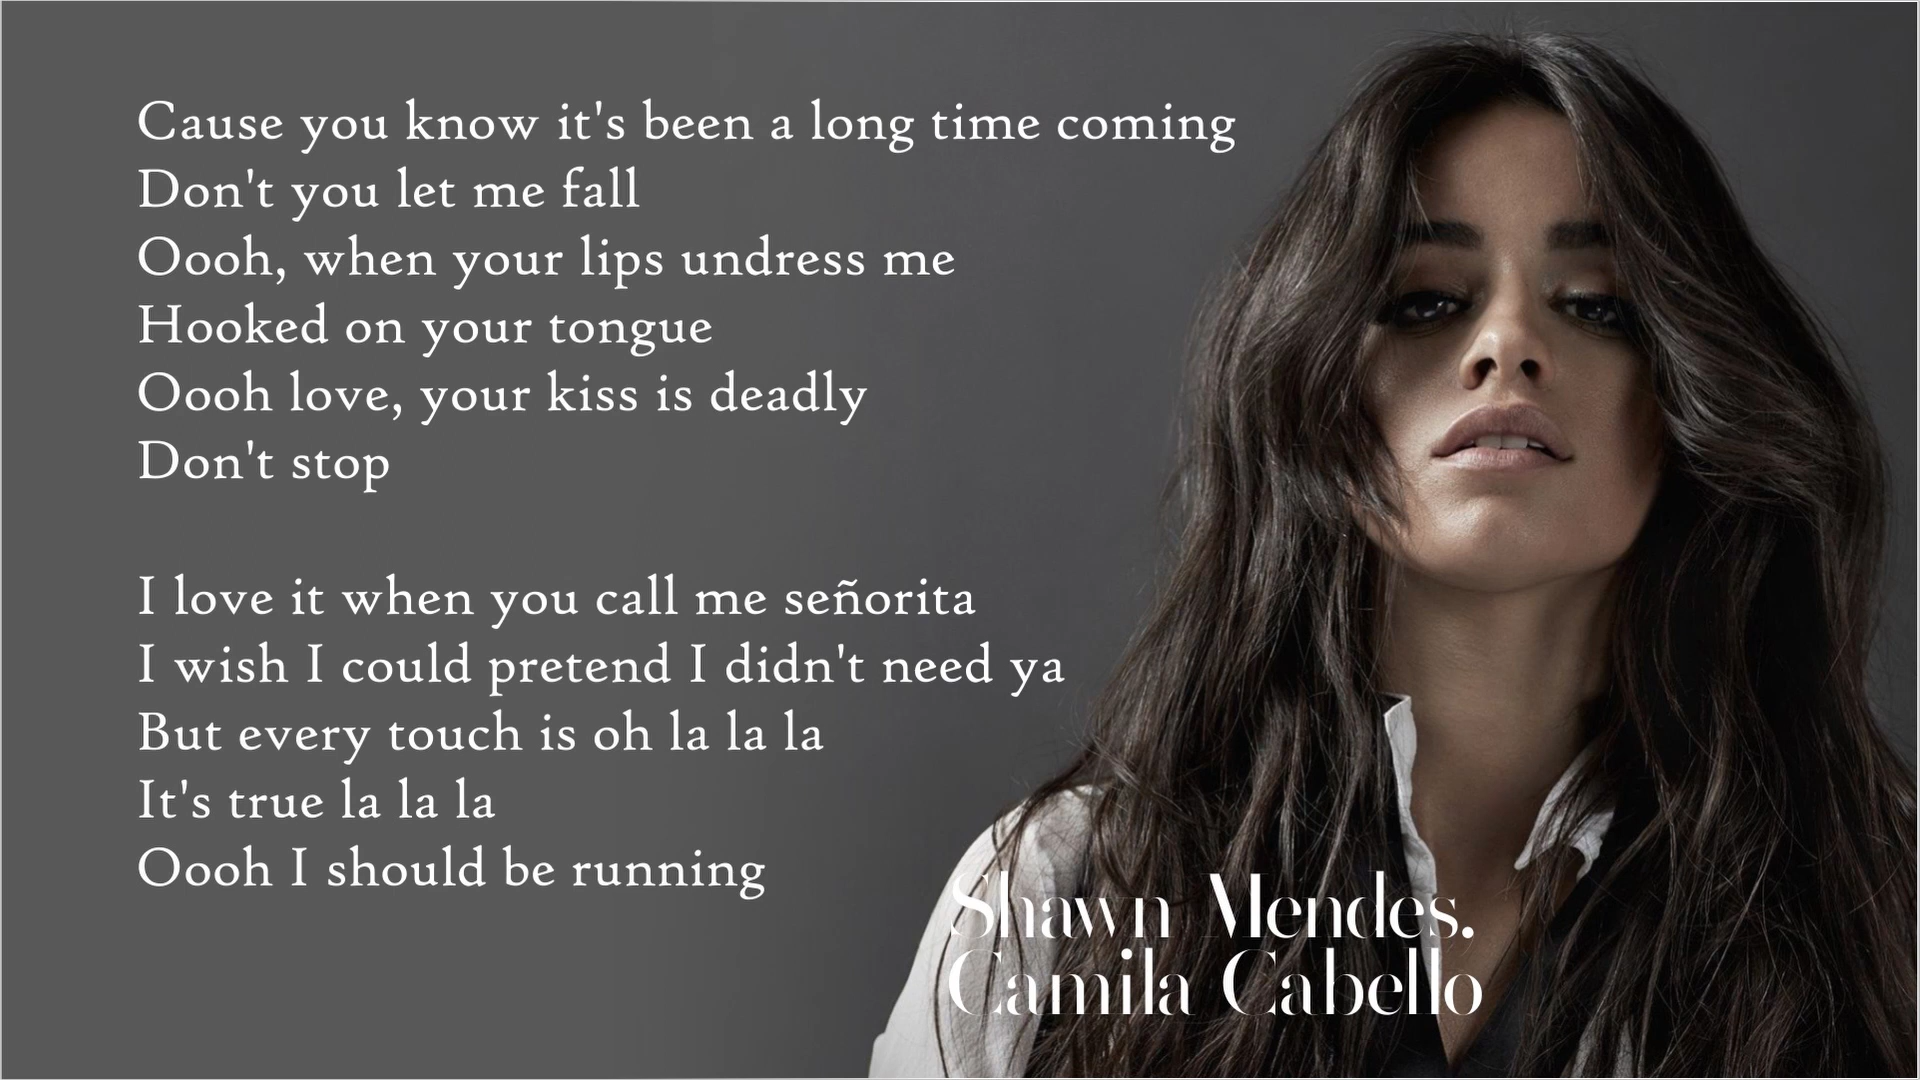 Cause you know it's been a long time coming
Don't you let me fall
Oooh, when your lips undress me
Hooked on your tongue
Oooh love, your kiss is deadly
Don't stop
I love it when you call me señorita
I wish I could pretend I didn't need ya
But every touch is oh la la la
It's true la la la
Oooh I should be running
Shawn Mendes.
Camila Cabello